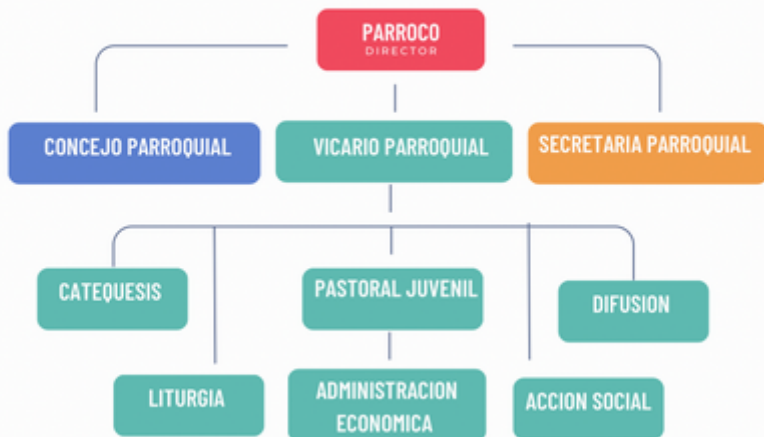 PARROCO
DIRECTOR
CONCEJO PARROQUIAL
VICARIO PARROQUIAL
SECRETARIA PARROQUIAL
CATEQUESIS
PASTORAL JUVENIL
DIFUSION
LITURGIA
ADMINISTRACION
ECONOMICA
ACCION SOCIAL